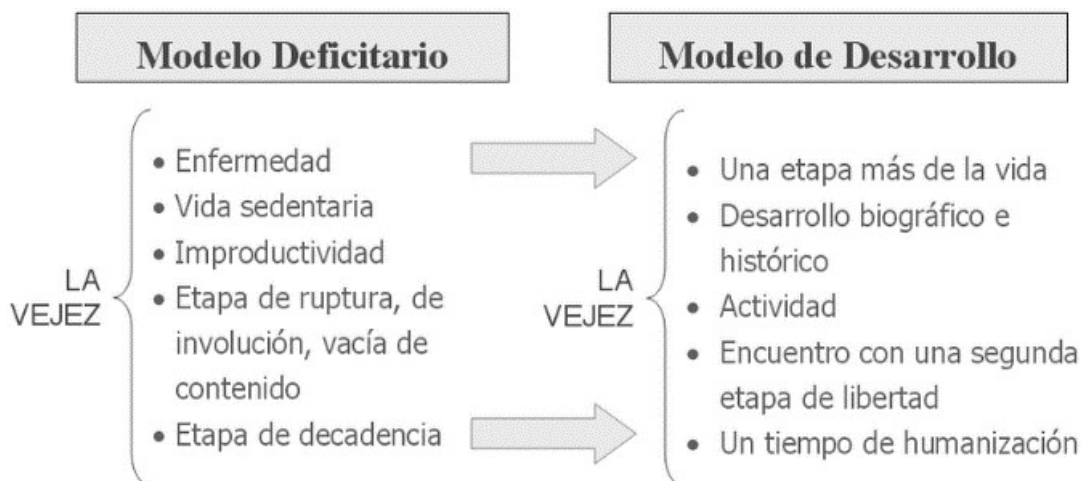 Modelo Deficitario
LA
VEJEZ
• Enfermedad
• Vida sedentaria
• Improductividad
• Etapa de ruptura, de
involución, vacía de
contenido
• Etapa de decadencia
Modelo de Desarrollo
LA
VEJEZ
• Una etapa más de la vida
• Desarrollo biográfico e
histórico
• Actividad
• Encuentro con una segunda
etapa de libertad
• Un tiempo de humanización